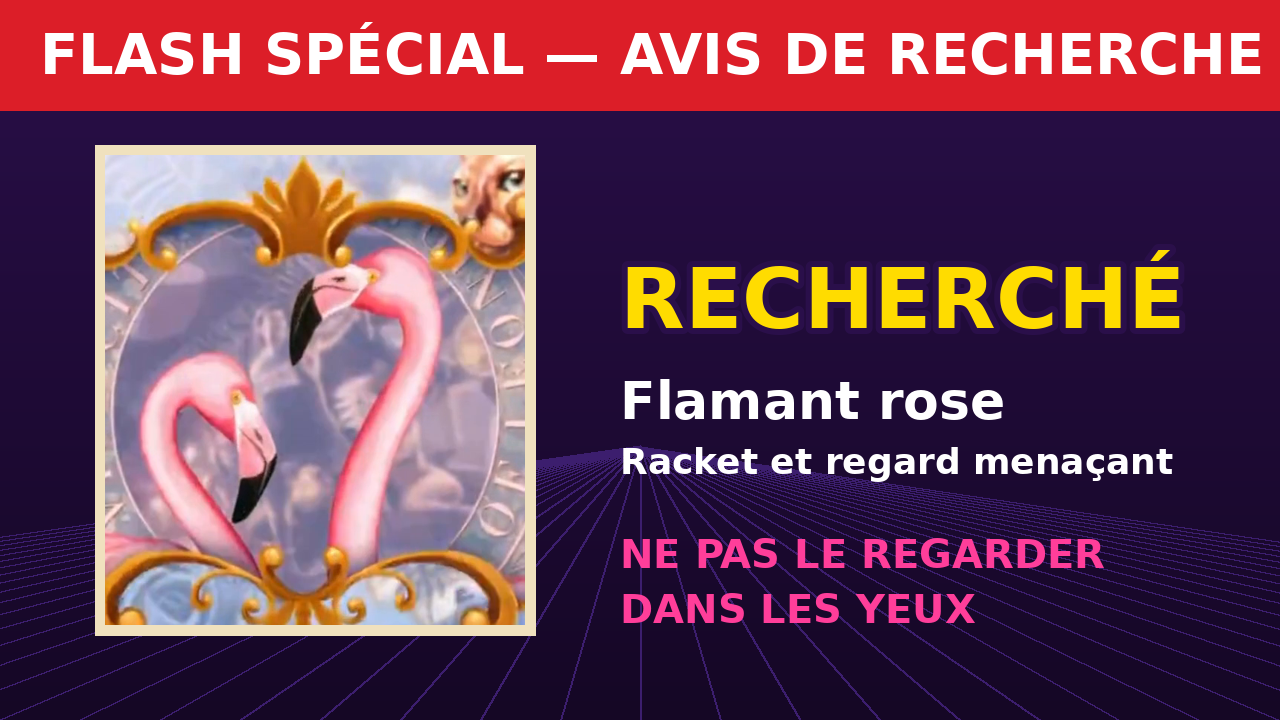 FLASH SPÉCIAL — AVIS DE RECHERCHE
RECHERCHÉ
Flamant rose
Racket et regard menaçant
NE PAS LE REGARDER
DANS LES YEUX